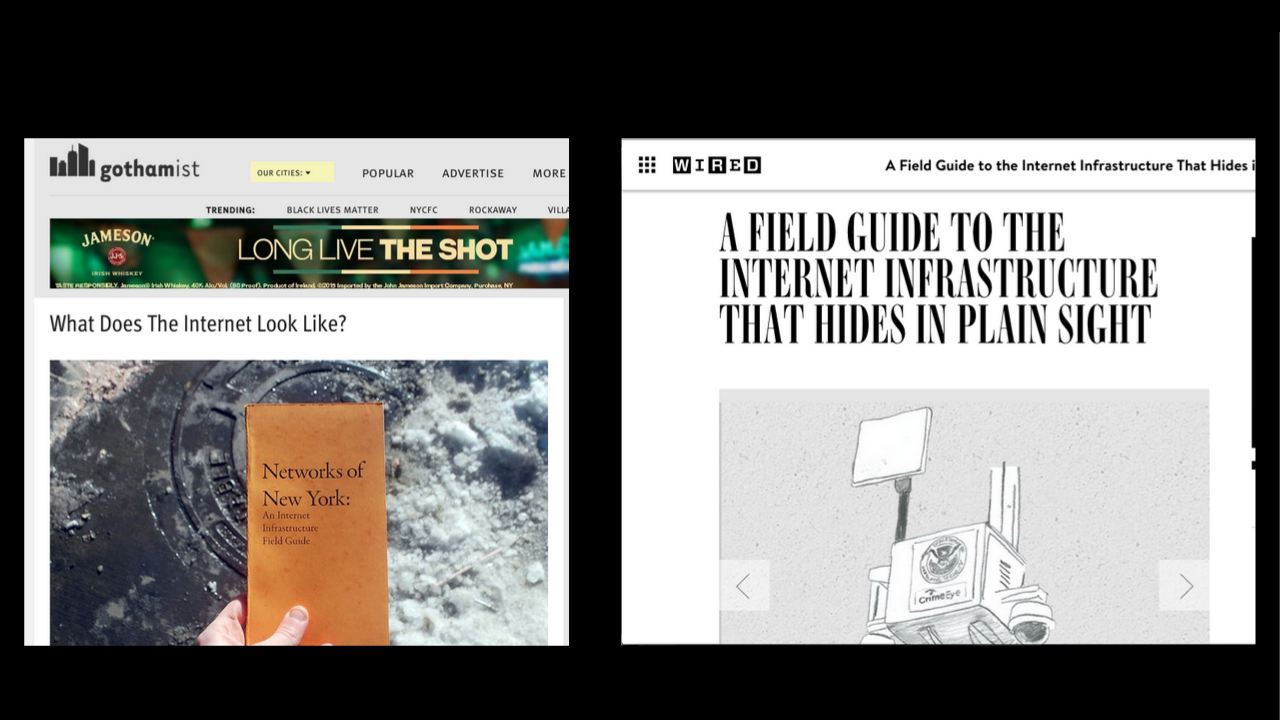 gothamist
OUR CITIES:
POPULAR
ADVERTISE
MORE
TRENDING:
BLACK LIVES MATTER
NYCFC
ROCKAWAY
VILLA
JAMESON
IRISH WHISKEY
LONG LIVE THE SHOT
TASTE RESPONSIBLY. Jameson® Irish Whiskey. 40% Alc./Vol. (80 Proof). Product of Ireland. ©2015 Imported by the John Jameson Import Company, Purchase, NY
What Does The Internet Look Like?
Networks of
New York:
An Internet
Infrastructure
Field Guide
WIRED
A Field Guide to the Internet Infrastructure That Hides i
A FIELD GUIDE TO THE
INTERNET INFRASTRUCTURE
THAT HIDES IN PLAIN SIGHT
CrimeEye